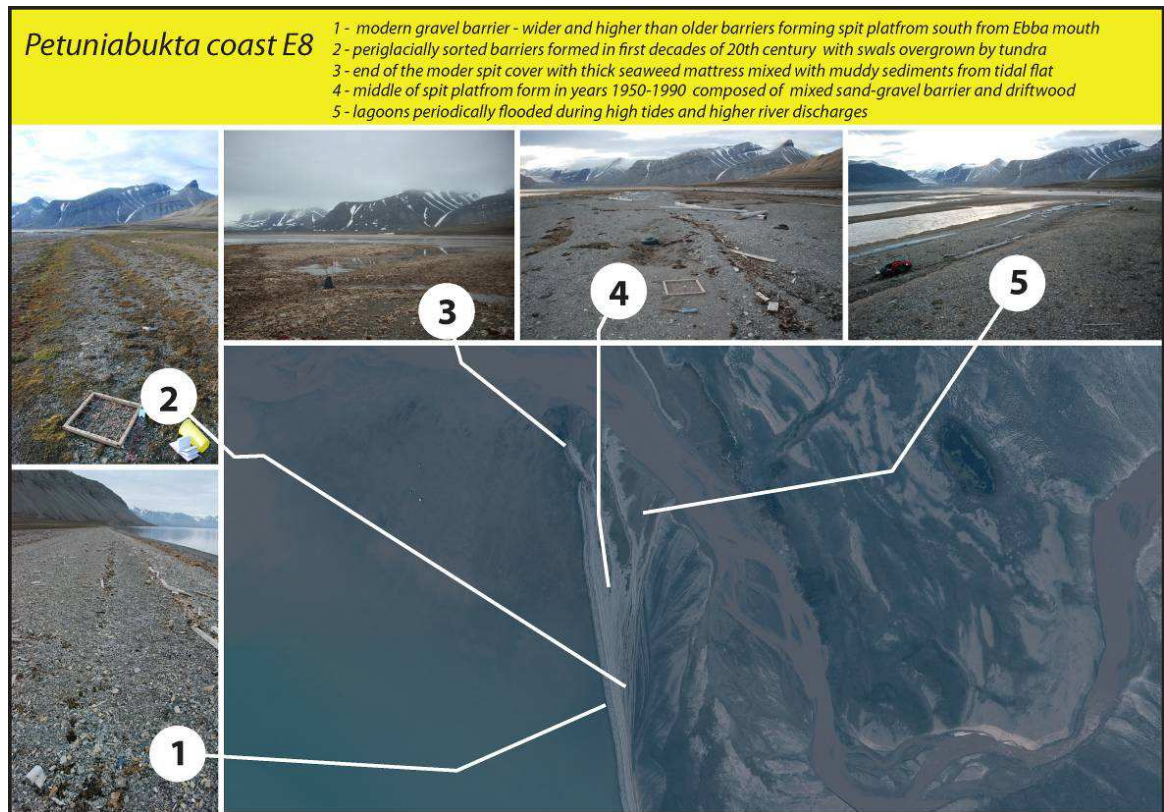 Petuniabukta coast E8
1 - modern gravel barrier - wider and higher than older barriers forming spit platfrom south from Ebba mouth
2 - periglacially sorted barriers formed in first decades of 20th century with swals overgrown by tundra
3 - end of the moder spit cover with thick seaweed mattress mixed with muddy sediments from tidal flat
4 - middle of spit platfrom form in years 1950-1990 composed of mixed sand-gravel barrier and driftwood
5 - lagoons periodically flooded during high tides and higher river discharges
3
4
5
2
1